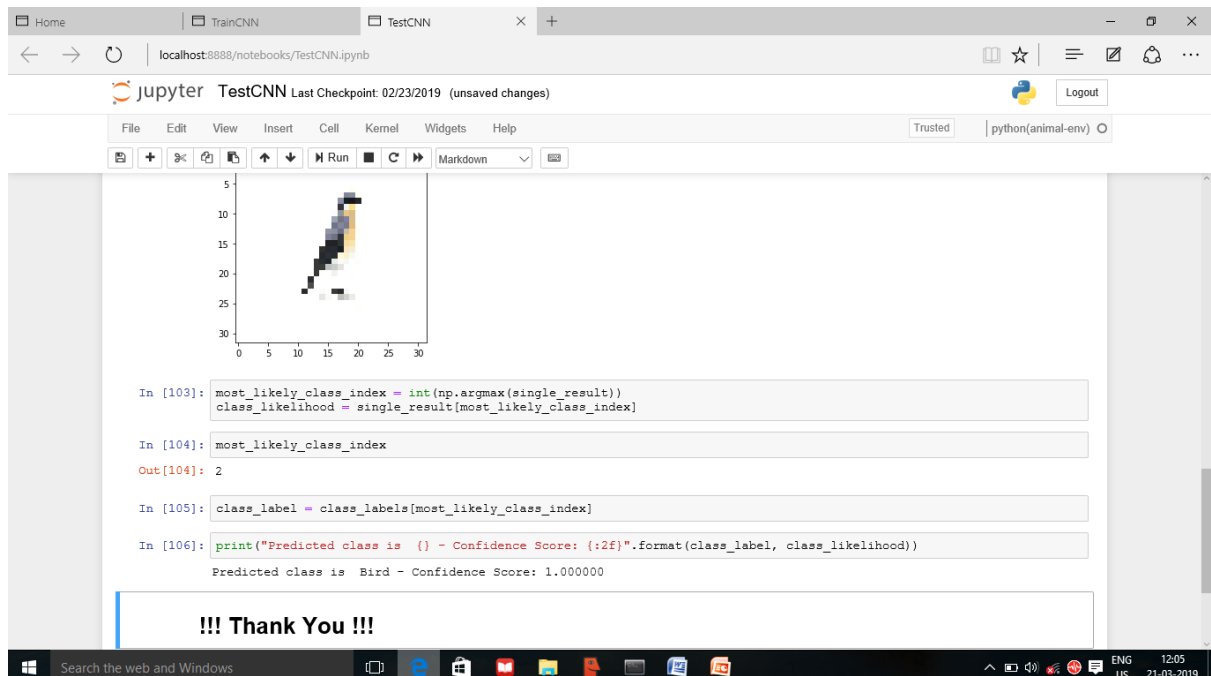 Home
TrainCNN
TestCNN
localhost:8888/notebooks/TestCNN.ipynb
jupyter TestCNN Last Checkpoint: 02/23/2019 (unsaved changes)
Logout
File Edit View Insert Cell Kernel Widgets Help
Trusted
python(animal-env)
Run
Markdown
5
10
15
20
25
30
0 5 10 15 20 25 30
In [103]: most_likely_class_index = int(np.argmax(single_result))
class_likelihood = single_result[most_likely_class_index]
In [104]: most_likely_class_index
Out[104]: 2
In [105]: class_label = class_labels[most_likely_class_index]
In [106]: print("Predicted class is  {} - Confidence Score: {:2f}".format(class_label, class_likelihood))
Predicted class is  Bird - Confidence Score: 1.000000
!!! Thank You !!!
Search the web and Windows
ENG
US
12:05
21-03-2019